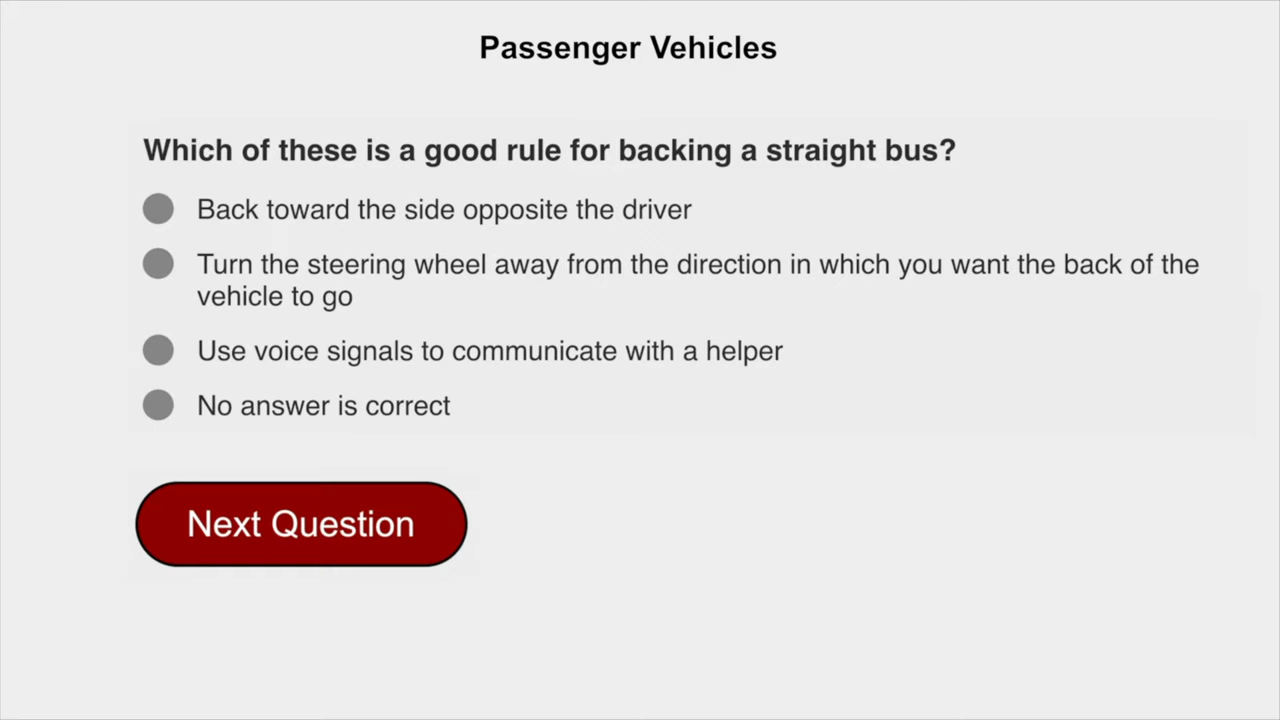 Passenger Vehicles
Which of these is a good rule for backing a straight bus?
Back toward the side opposite the driver
Turn the steering wheel away from the direction in which you want the back of the
vehicle to go
Use voice signals to communicate with a helper
No answer is correct
Next Question